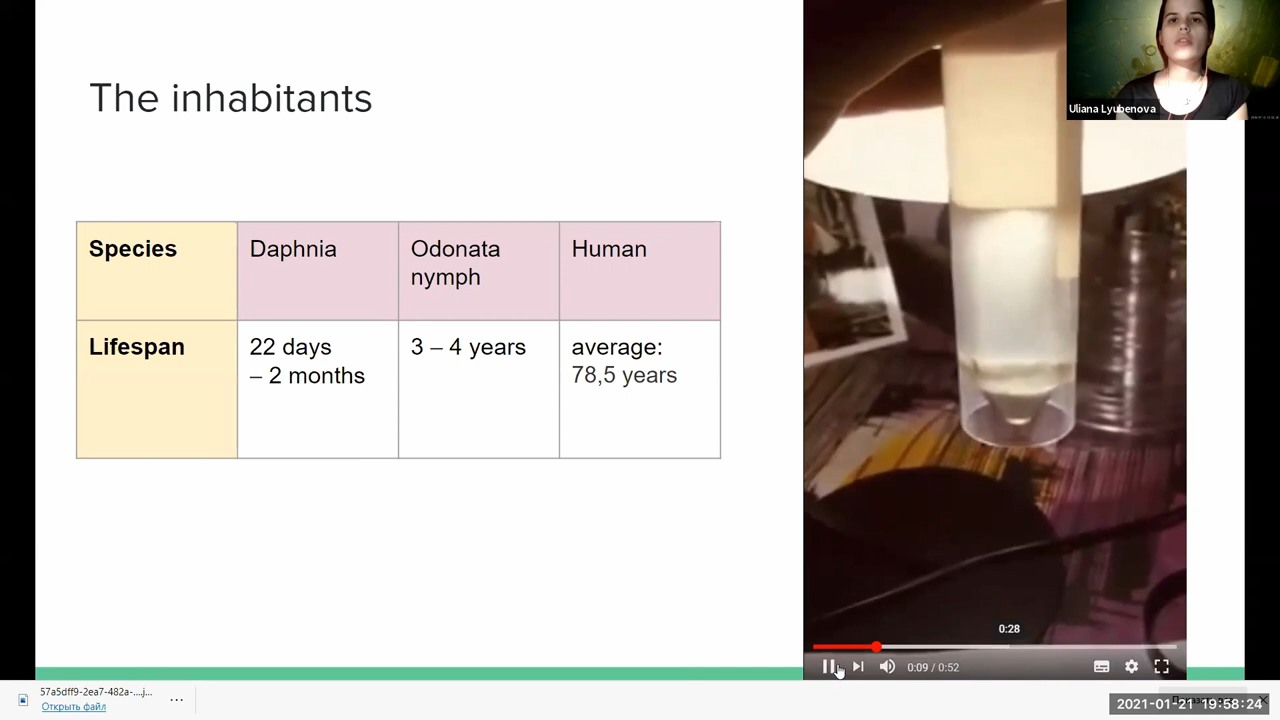 Uliana Lyubenova
The inhabitants
Species
Daphnia
Odonata
nymph
Human
Lifespan
22 days
– 2 months
3 – 4 years
average:
78,5 years
0:28
0:09 / 0:52
57a5dff9-2ea7-482a-....j...
Открыть файл
2021-01-21 19:58:24